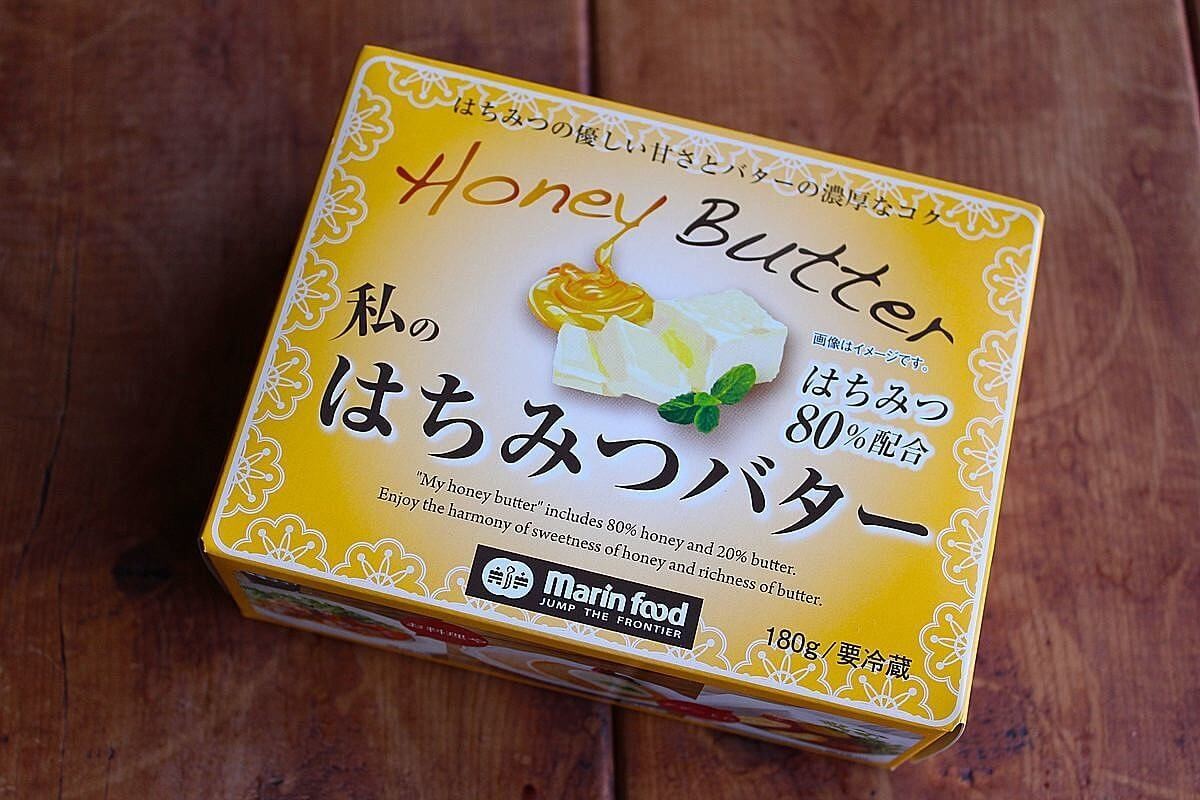 はちみつの優しい甘さとバターの濃厚なコク
Honey Butter
私の
はちみつバター
画像はイメージです。
はちみつ
80%配合
"My honey butter" includes 80% honey and 20% butter.
Enjoy the harmony of sweetness of honey and richness of butter.
marin food
JUMP THE FRONTIER
180g/要冷蔵
お料理や